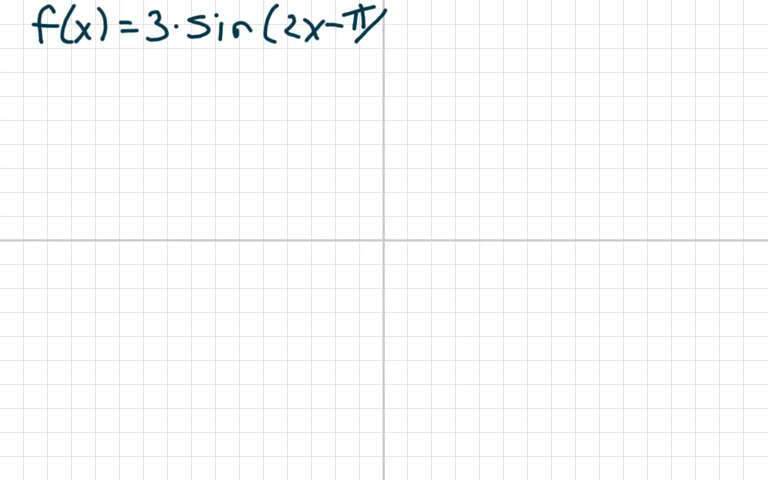 f(x) = 3·sin(2x-π/